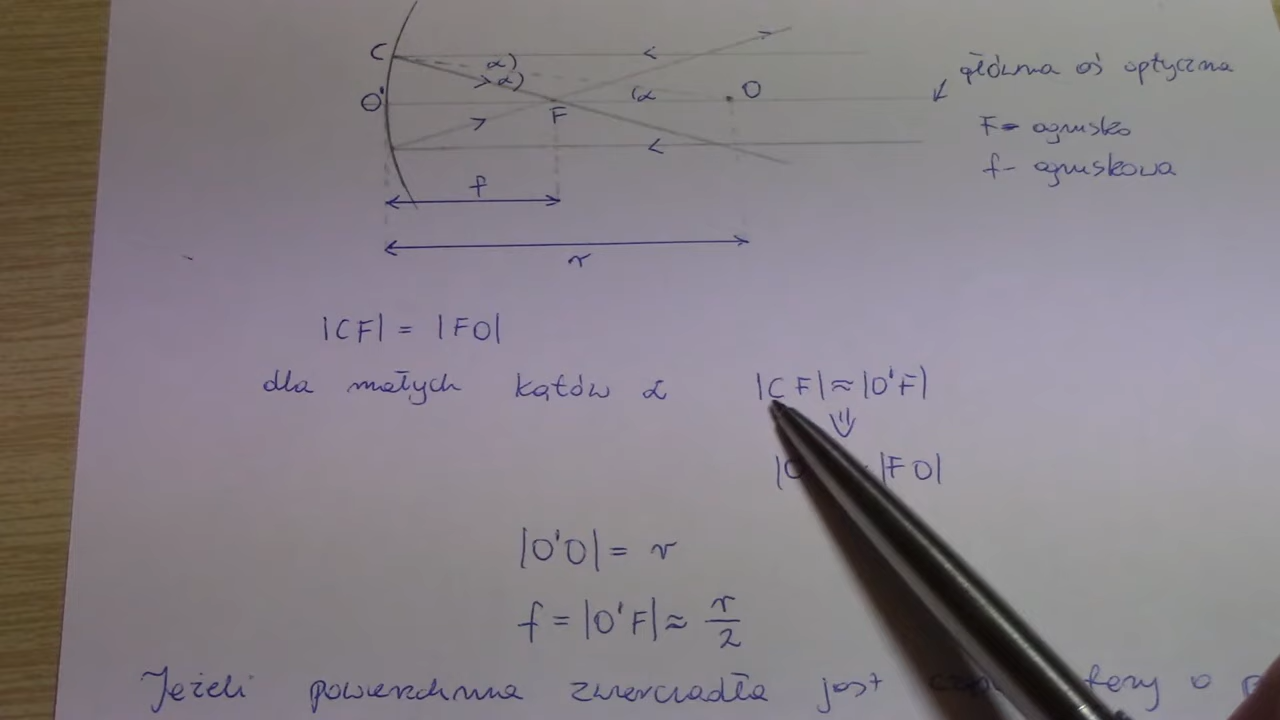 C
α)
α)
O'
F
(α
O
główna oś optyczna
F- ognisko
f- ogniskowa
f
r
|CF| = |FO|
dla małych kątów α |CF|≈|O'F|
⇓
|O |FO|
|O'O| = r
f = |O'F| ≈ r/2
Jeżeli powierzchnia zwierciadła jest o